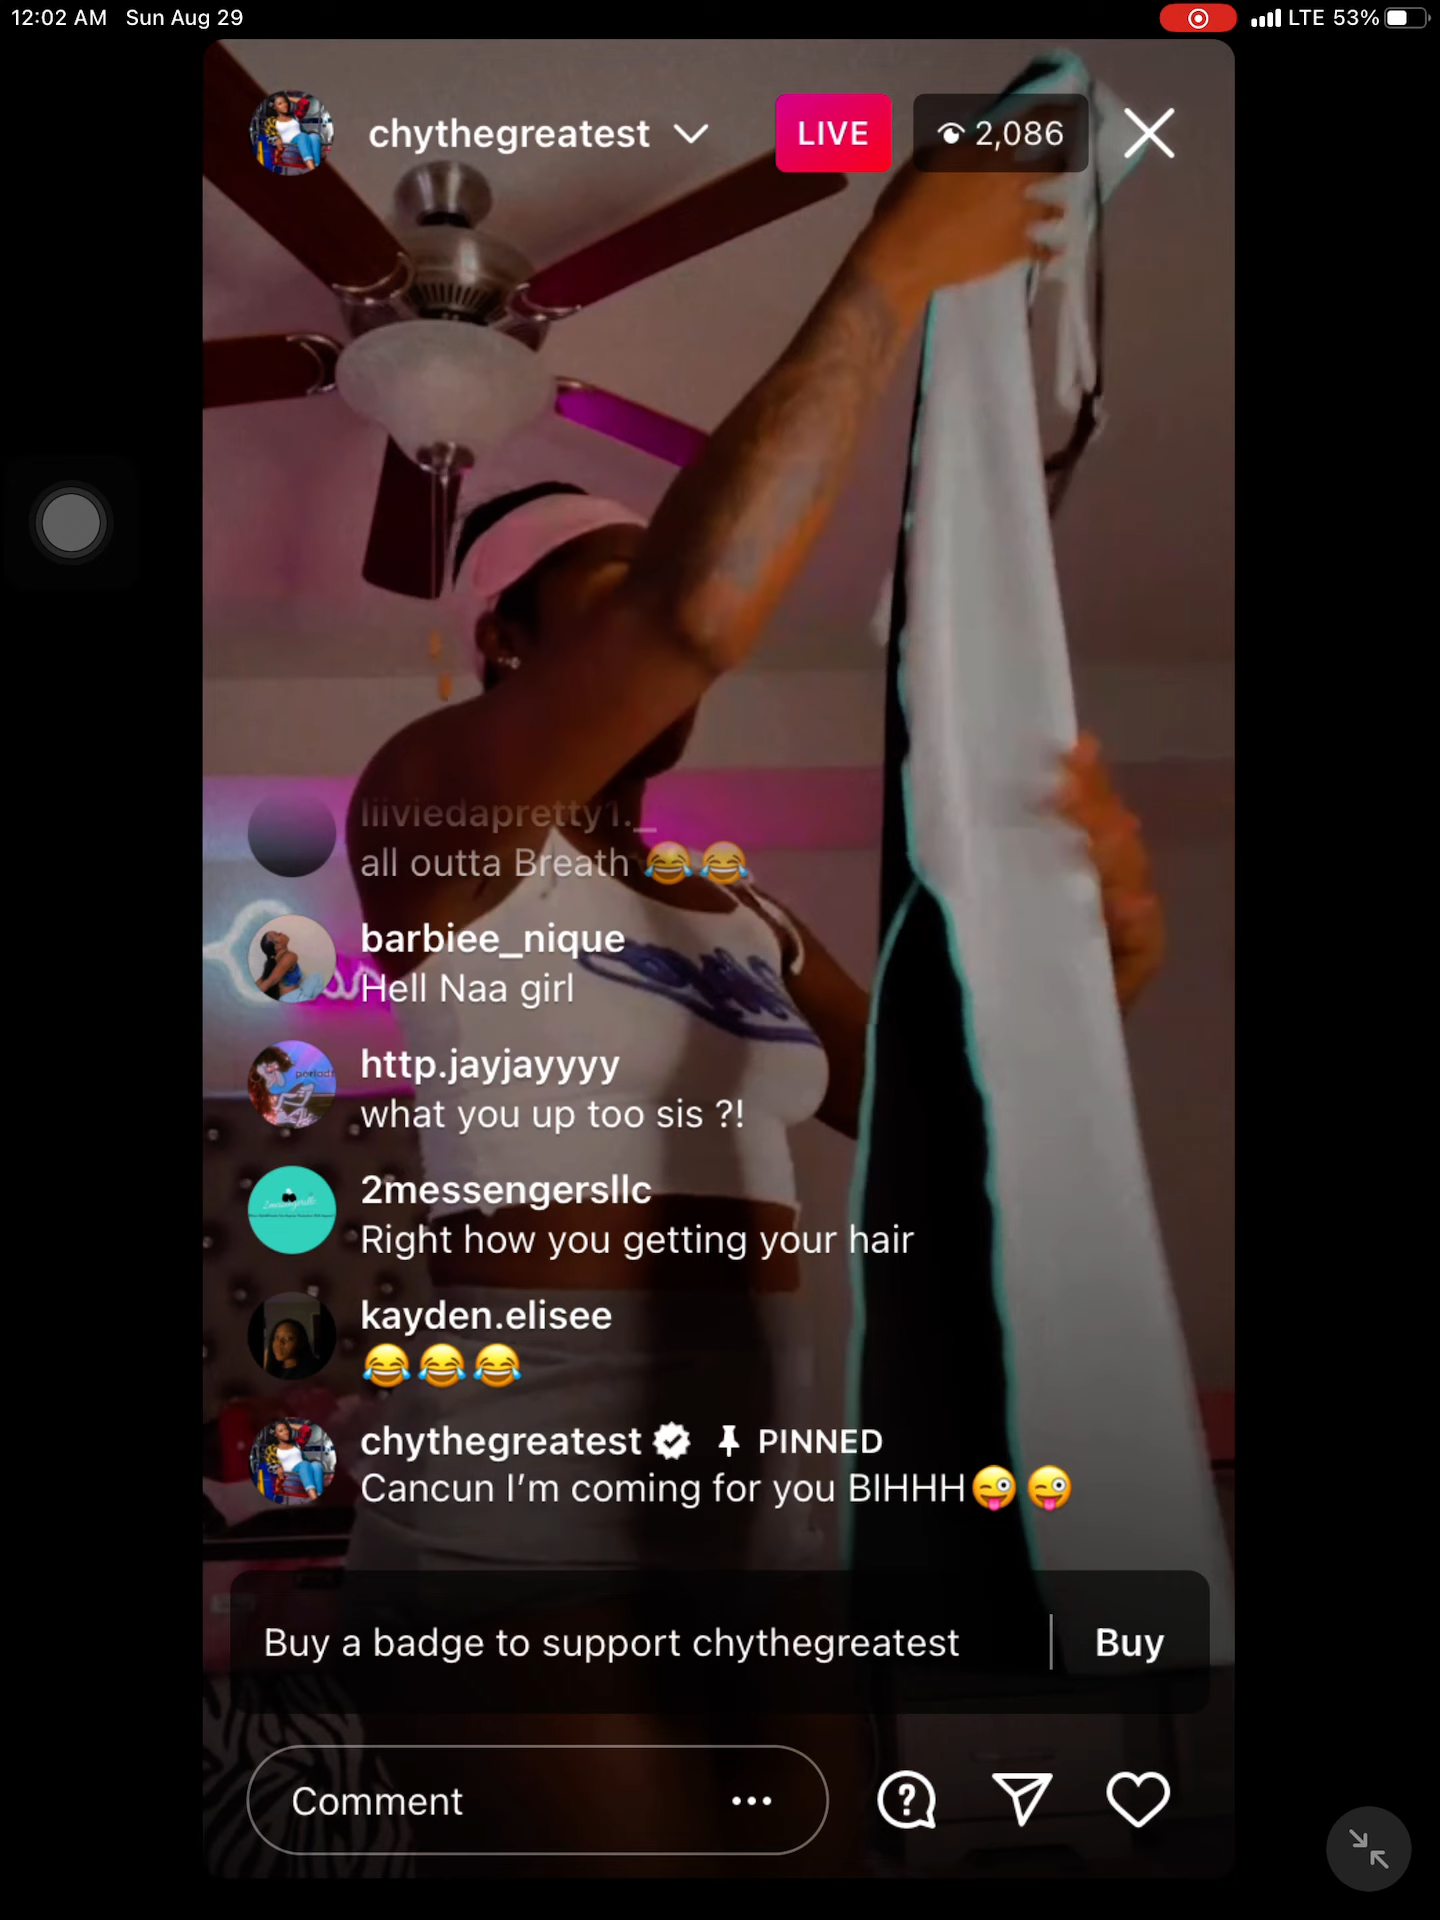 12:02 AM Sun Aug 29
LTE 53%
chythegreatest
LIVE
2,086
liiviedapretty1._
all outta Breath 😂😂
barbiee_nique
Hell Naa girl
http.jayjayyyy
what you up too sis ?!
2messengersllc
Right how you getting your hair
kayden.elisee
😂😂😂
chythegreatest PINNED
Cancun I’m coming for you BIHHH😜😜
Buy a badge to support chythegreatest
Buy
Comment